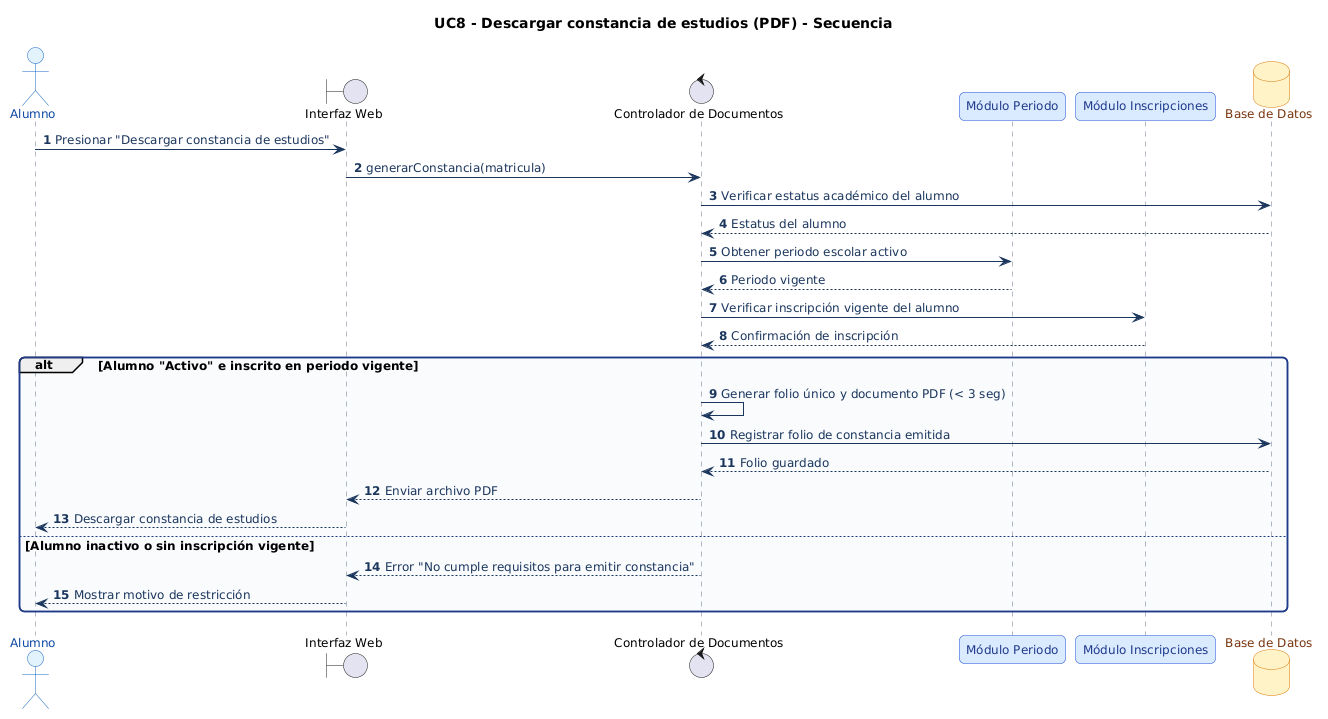 UC8 - Descargar constancia de estudios (PDF) - Secuencia
Alumno
Interfaz Web
Controlador de Documentos
Módulo Periodo
Módulo Inscripciones
Base de Datos
1 Presionar "Descargar constancia de estudios"
2 generarConstancia(matricula)
3 Verificar estatus académico del alumno
4 Estatus del alumno
5 Obtener periodo escolar activo
6 Periodo vigente
7 Verificar inscripción vigente del alumno
8 Confirmación de inscripción
alt [Alumno "Activo" e inscrito en periodo vigente]
9 Generar folio único y documento PDF (< 3 seg)
10 Registrar folio de constancia emitida
11 Folio guardado
12 Enviar archivo PDF
13 Descargar constancia de estudios
[Alumno inactivo o sin inscripción vigente]
14 Error "No cumple requisitos para emitir constancia"
15 Mostrar motivo de restricción
Alumno
Interfaz Web
Controlador de Documentos
Módulo Periodo
Módulo Inscripciones
Base de Datos